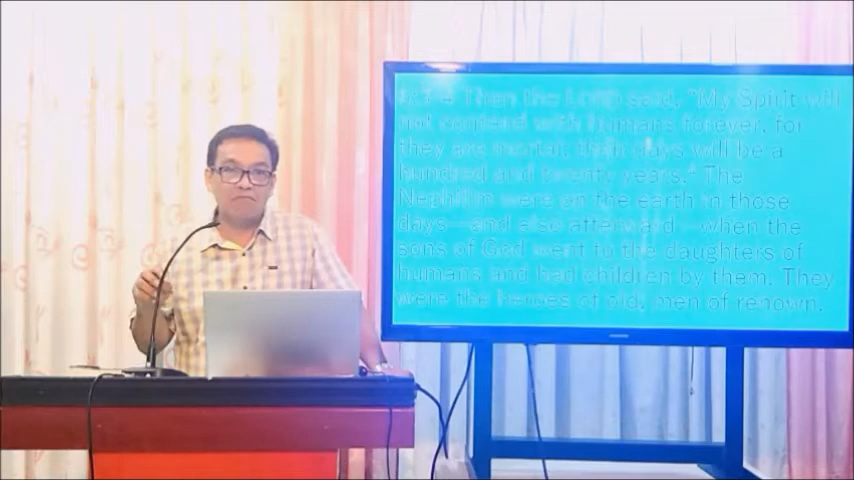 6:3-4 Then the LORD said, "My Spirit will
not contend with humans forever, for
they are mortal; their days will be a
hundred and twenty years." The
Nephilim were on the earth in those
days—and also afterward—when the
sons of God went to the daughters of
humans and had children by them. They
were the heroes of old, men of renown.